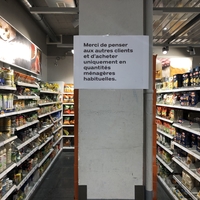 Merci de penser
aux autres clients
et d'acheter
uniquement en
quantités
ménagères
habituelles.